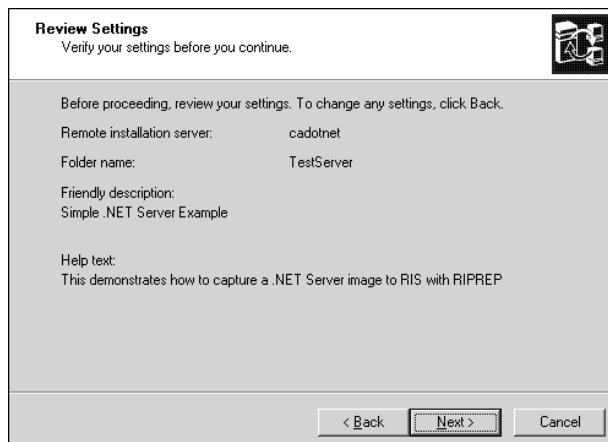 Review Settings
Verify your settings before you continue.
Before proceeding, review your settings. To change any settings, click Back.
Remote installation server: cadotnet
Folder name: TestServer
Friendly description:
Simple .NET Server Example
Help text:
This demonstrates how to capture a .NET Server image to RIS with RIPREP
< Back Next > Cancel